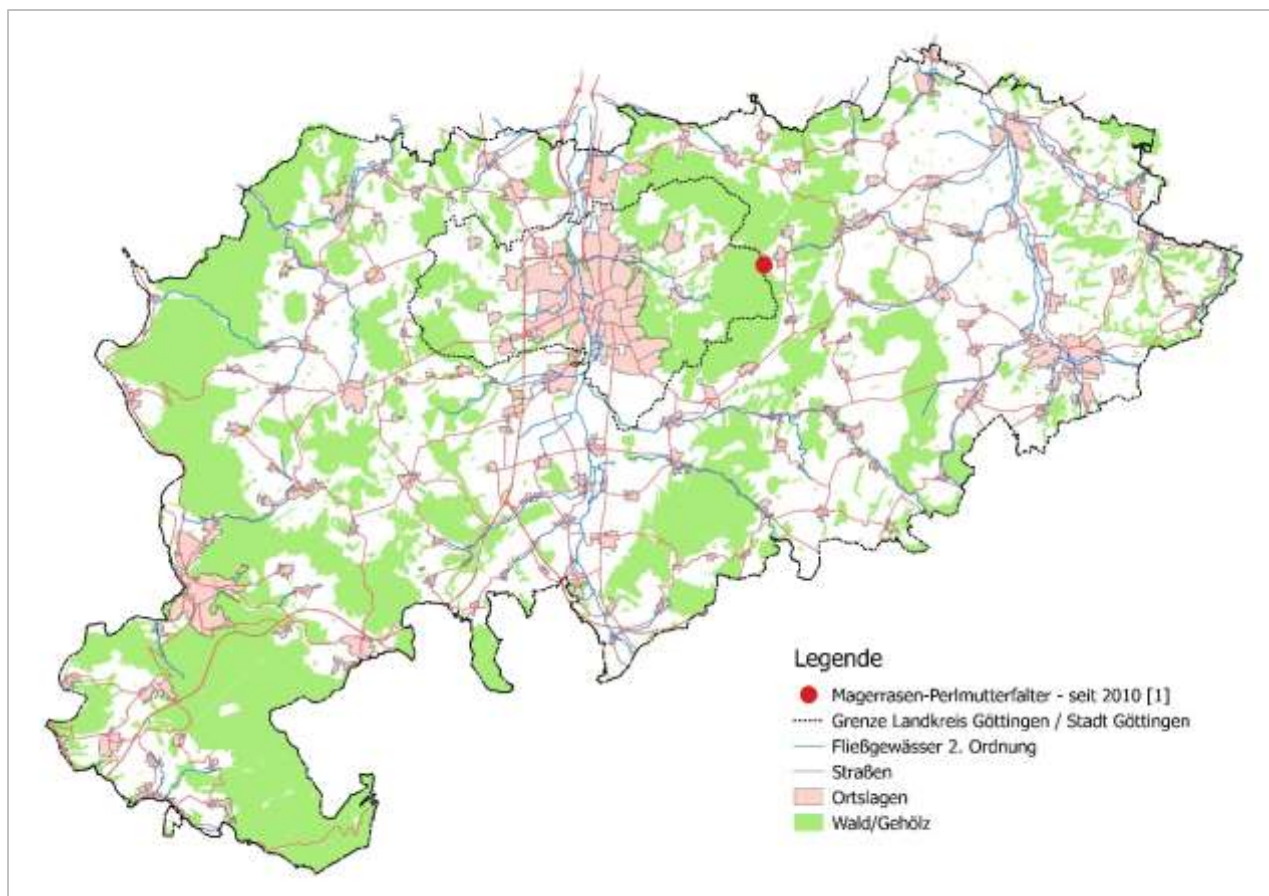 Legende
Magerrasen-Perlmutterfalter - seit 2010 [1]
Grenze Landkreis Göttingen / Stadt Göttingen
Fließgewässer 2. Ordnung
Straßen
Ortslagen
Wald/Gehölz